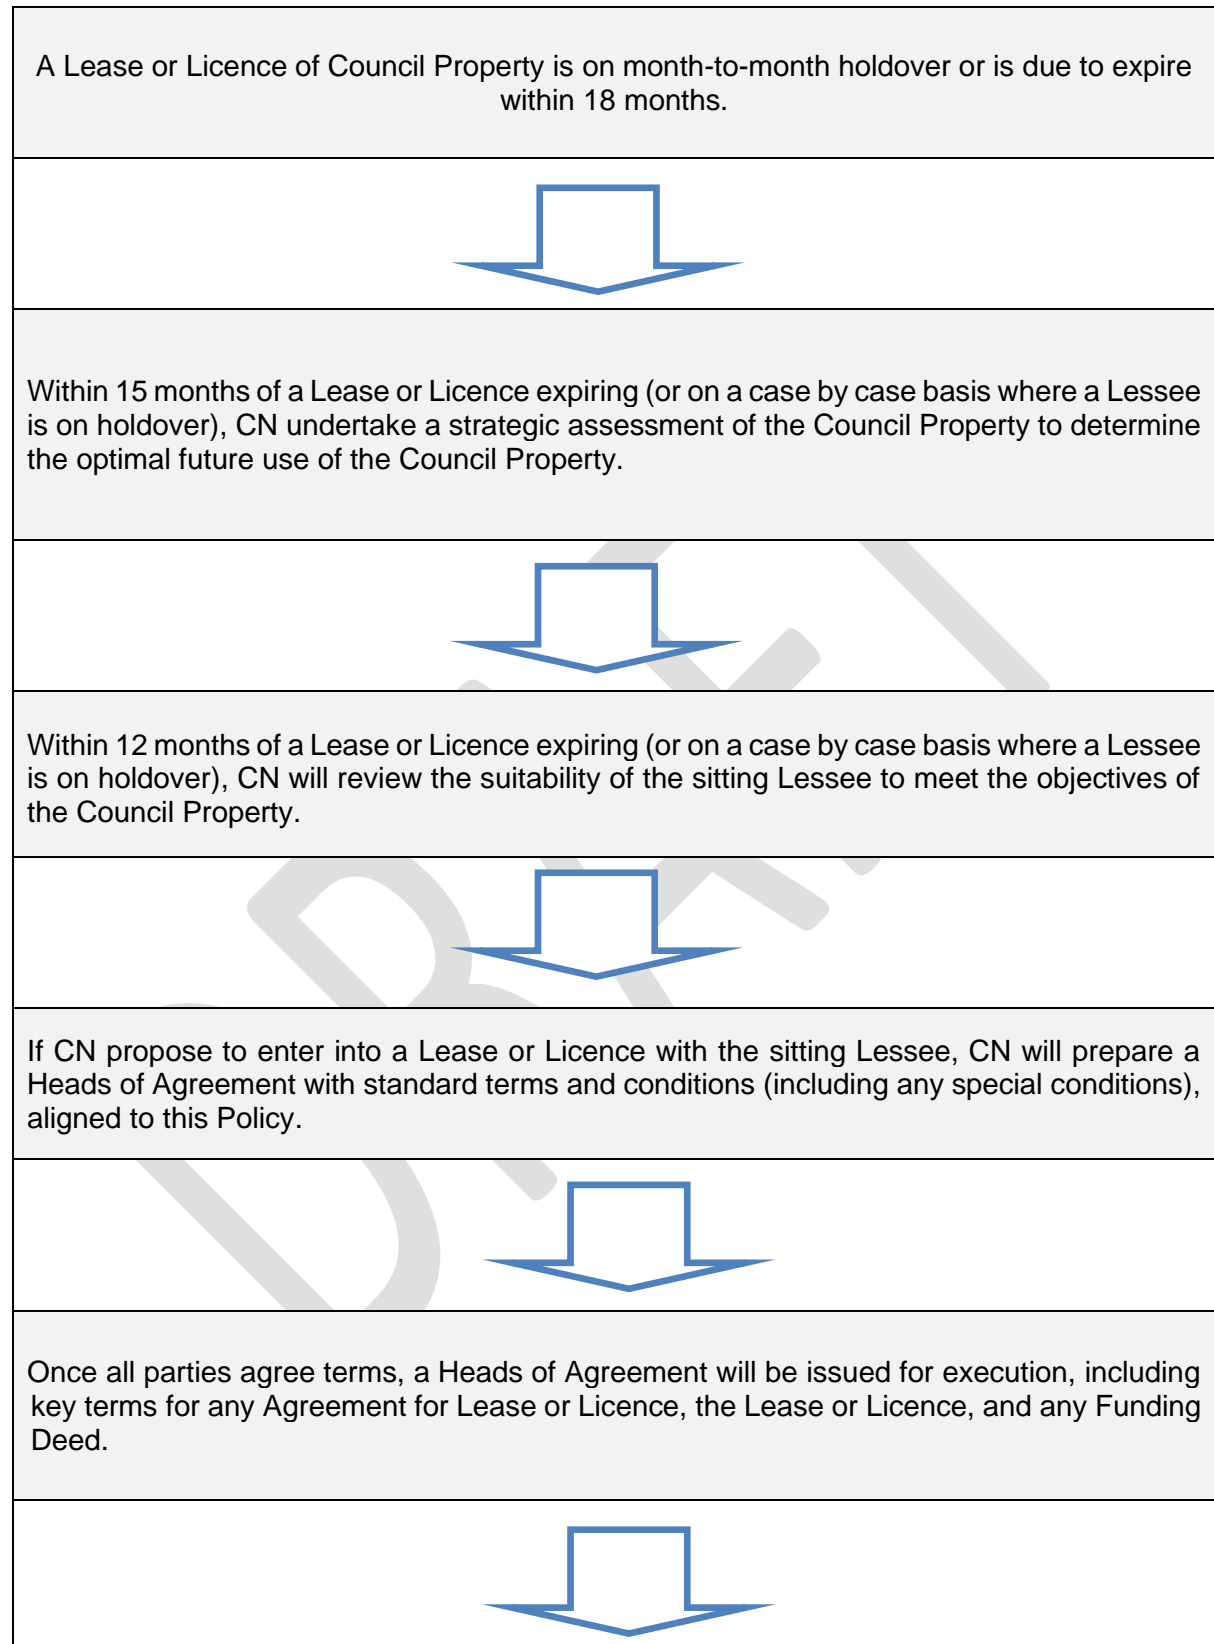 A Lease or Licence of Council Property is on month-to-month holdover or is due to expire
within 18 months.
Within 15 months of a Lease or Licence expiring (or on a case by case basis where a Lessee
is on holdover), CN undertake a strategic assessment of the Council Property to determine
the optimal future use of the Council Property.
Within 12 months of a Lease or Licence expiring (or on a case by case basis where a Lessee
is on holdover), CN will review the suitability of the sitting Lessee to meet the objectives of
the Council Property.
If CN propose to enter into a Lease or Licence with the sitting Lessee, CN will prepare a
Heads of Agreement with standard terms and conditions (including any special conditions),
aligned to this Policy.
Once all parties agree terms, a Heads of Agreement will be issued for execution, including
key terms for any Agreement for Lease or Licence, the Lease or Licence, and any Funding
Deed.
DRAFT